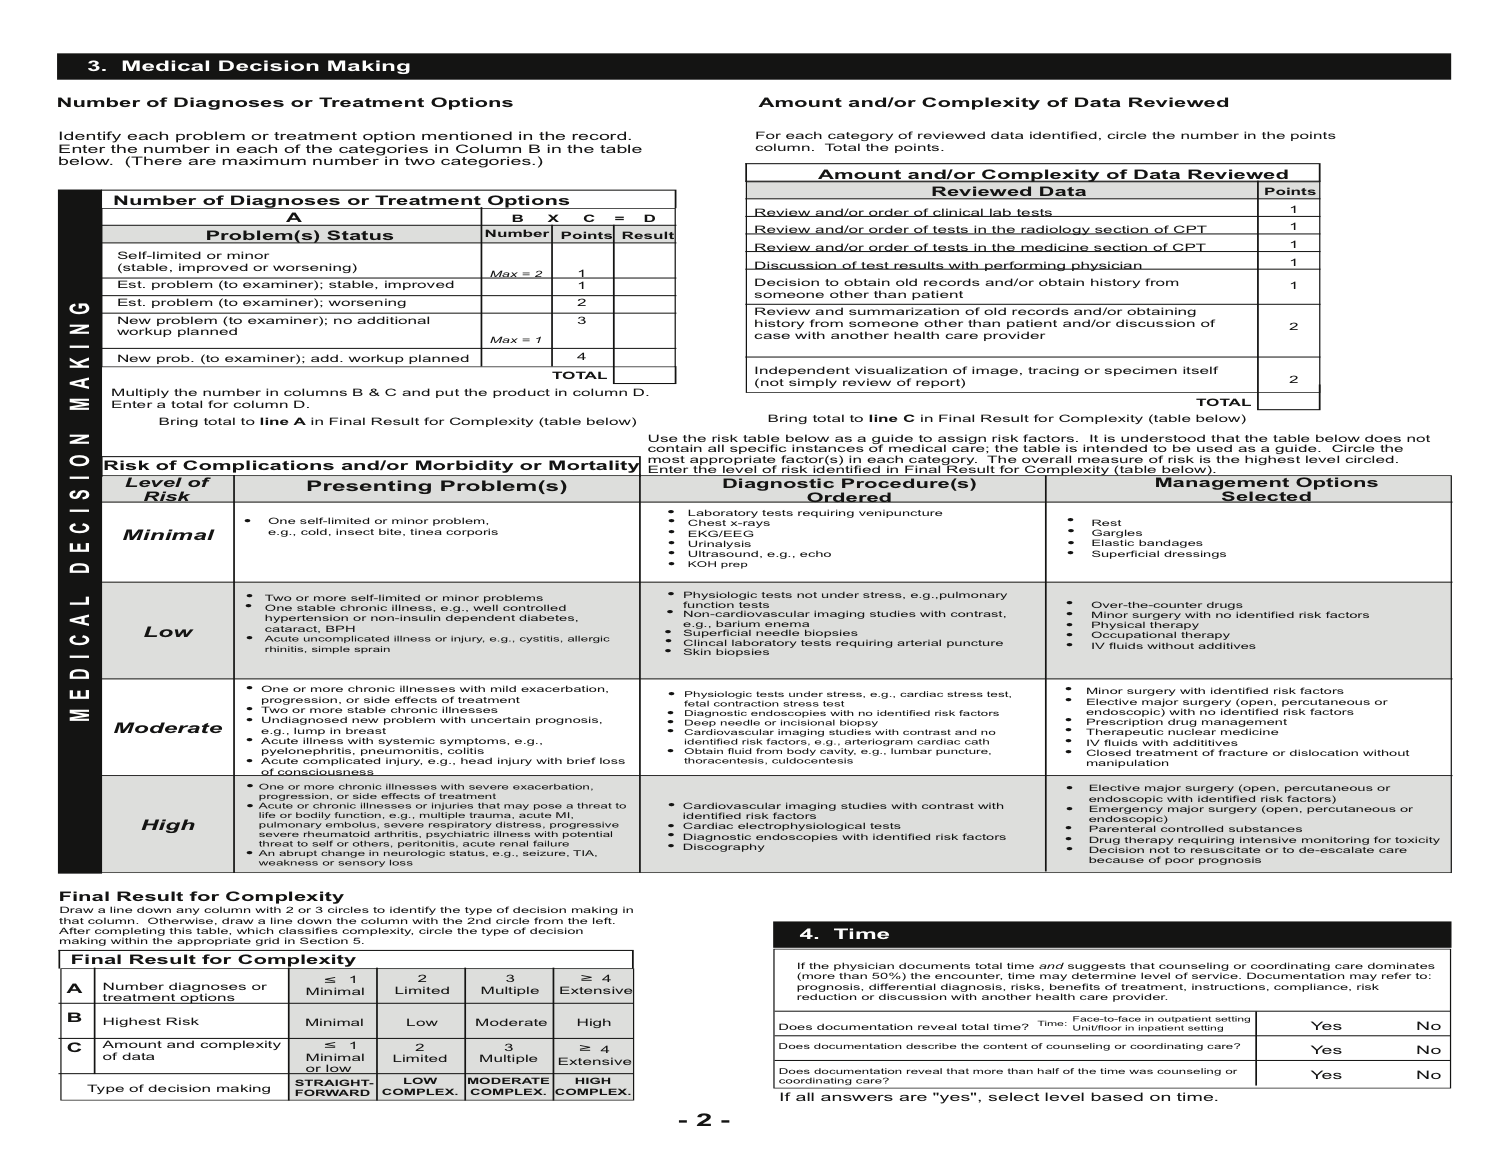 3. Medical Decision Making
Number of Diagnoses or Treatment Options
Identify each problem or treatment option mentioned in the record.
Enter the number in each of the categories in Column B in the table
below. (There are maximum number in two categories.)
Number of Diagnoses or Treatment Options
A B X C = D
Problem(s) Status Number Points Result
Self-limited or minor
(stable, improved or worsening) Max = 2 1
Est. problem (to examiner); stable, improved 1
Est. problem (to examiner); worsening 2
New problem (to examiner); no additional 3
workup planned
Max = 1
New prob. (to examiner); add. workup planned 4
TOTAL
Multiply the number in columns B & C and put the product in column D.
Enter a total for column D.
Bring total to line A in Final Result for Complexity (table below)
Amount and/or Complexity of Data Reviewed
For each category of reviewed data identified, circle the number in the points
column. Total the points.
Amount and/or Complexity of Data Reviewed
Reviewed Data Points
Review and/or order of clinical lab tests 1
Review and/or order of tests in the radiology section of CPT 1
Review and/or order of tests in the medicine section of CPT 1
Discussion of test results with performing physician 1
Decision to obtain old records and/or obtain history from
someone other than patient 1
Review and summarization of old records and/or obtaining
history from someone other than patient and/or discussion of
case with another health care provider 2
Independent visualization of image, tracing or specimen itself
(not simply review of report) 2
TOTAL
Bring total to line C in Final Result for Complexity (table below)
MEDICAL DECISION MAKING
Use the risk table below as a guide to assign risk factors. It is understood that the table below does not
contain all specific instances of medical care; the table is intended to be used as a guide. Circle the
most appropriate factor(s) in each category. The overall measure of risk is the highest level circled.
Enter the level of risk identified in Final Result for Complexity (table below).
Risk of Complications and/or Morbidity or Mortality
Level of
Risk
Presenting Problem(s)
Diagnostic Procedure(s)
Ordered
Management Options
Selected
Minimal
• One self-limited or minor problem,
e.g., cold, insect bite, tinea corporis
• Laboratory tests requiring venipuncture
• Chest x-rays
• EKG/EEG
• Urinalysis
• Ultrasound, e.g., echo
• KOH prep
• Rest
• Gargles
• Elastic bandages
• Superficial dressings
Low
• Two or more self-limited or minor problems
• One stable chronic illness, e.g., well controlled
hypertension or non-insulin dependent diabetes,
cataract, BPH
• Acute uncomplicated illness or injury, e.g., cystitis, allergic
rhinitis, simple sprain
• Physiologic tests not under stress, e.g.,pulmonary
function tests
• Non-cardiovascular imaging studies with contrast,
e.g., barium enema
• Superficial needle biopsies
• Clincal laboratory tests requiring arterial puncture
• Skin biopsies
• Over-the-counter drugs
• Minor surgery with no identified risk factors
• Physical therapy
• Occupational therapy
• IV fluids without additives
Moderate
• One or more chronic illnesses with mild exacerbation,
progression, or side effects of treatment
• Two or more stable chronic illnesses
• Undiagnosed new problem with uncertain prognosis,
e.g., lump in breast
• Acute illness with systemic symptoms, e.g.,
pyelonephritis, pneumonitis, colitis
• Acute complicated injury, e.g., head injury with brief loss
of consciousness
• Physiologic tests under stress, e.g., cardiac stress test,
fetal contraction stress test
• Diagnostic endoscopies with no identified risk factors
• Deep needle or incisional biopsy
• Cardiovascular imaging studies with contrast and no
identified risk factors, e.g., arteriogram cardiac cath
• Obtain fluid from body cavity, e.g., lumbar puncture,
thoracentesis, culdocentesis
• Minor surgery with identified risk factors
• Elective major surgery (open, percutaneous or
endoscopic) with no identified risk factors
• Prescription drug management
• Therapeutic nuclear medicine
• IV fluids with addititives
• Closed treatment of fracture or dislocation without
manipulation
High
• One or more chronic illnesses with severe exacerbation,
progression, or side effects of treatment
• Acute or chronic illnesses or injuries that may pose a threat to
life or bodily function, e.g., multiple trauma, acute MI,
pulmonary embolus, severe respiratory distress, progressive
severe rheumatoid arthritis, psychiatric illness with potential
threat to self or others, peritonitis, acute renal failure
• An abrupt change in neurologic status, e.g., seizure, TIA,
weakness or sensory loss
• Cardiovascular imaging studies with contrast with
identified risk factors
• Cardiac electrophysiological tests
• Diagnostic endoscopies with identified risk factors
• Discography
• Elective major surgery (open, percutaneous or
endoscopic with identified risk factors)
• Emergency major surgery (open, percutaneous or
endoscopic)
• Parenteral controlled substances
• Drug therapy requiring intensive monitoring for toxicity
• Decision not to resuscitate or to de-escalate care
because of poor prognosis
Final Result for Complexity
Draw a line down any column with 2 or 3 circles to identify the type of decision making in
that column. Otherwise, draw a line down the column with the 2nd circle from the left.
After completing this table, which classifies complexity, circle the type of decision
making within the appropriate grid in Section 5.
Final Result for Complexity
A Number diagnoses or
treatment options
≤ 1
Minimal
2
Limited
3
Multiple
≥ 4
Extensive
B Highest Risk Minimal Low Moderate High
C Amount and complexity
of data
≤ 1
Minimal
or low
2
Limited
3
Multiple
≥ 4
Extensive
Type of decision making
STRAIGHT-
FORWARD
LOW
COMPLEX.
MODERATE
COMPLEX.
HIGH
COMPLEX.
4. Time
If the physician documents total time and suggests that counseling or coordinating care dominates
(more than 50%) the encounter, time may determine level of service. Documentation may refer to:
prognosis, differential diagnosis, risks, benefits of treatment, instructions, compliance, risk
reduction or discussion with another health care provider.
Does documentation reveal total time? Time: Face-to-face in outpatient setting
Unit/floor in inpatient setting
Yes No
Does documentation describe the content of counseling or coordinating care? Yes No
Does documentation reveal that more than half of the time was counseling or
coordinating care?
Yes No
If all answers are "yes", select level based on time.
- 2 -